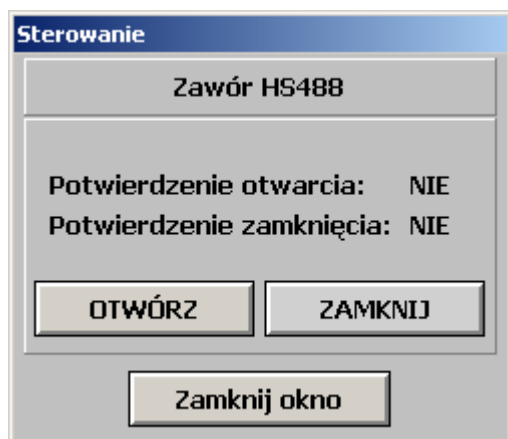 Sterowanie
Zawór HS488
Potwierdzenie otwarcia: NIE
Potwierdzenie zamknięcia: NIE
OTWÓRZ ZAMKNIJ
Zamknij okno